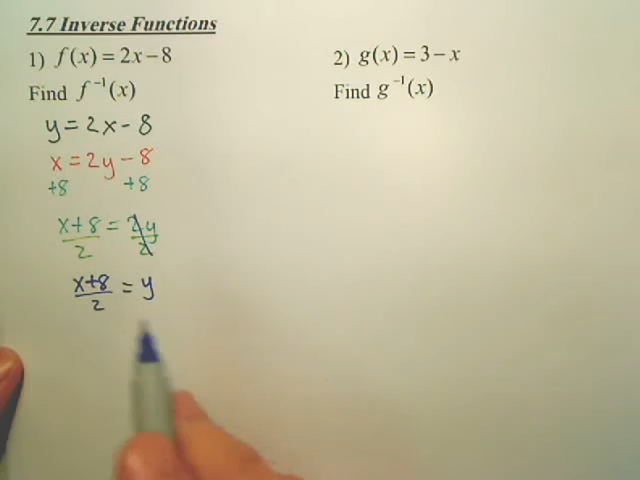 7.7 Inverse Functions
1) f(x) = 2x − 8
Find f⁻¹(x)
y = 2x - 8
x = 2y - 8
+8 +8
x+8 = 2y
2 2
x+8 = y
2
2) g(x) = 3 − x
Find g⁻¹(x)